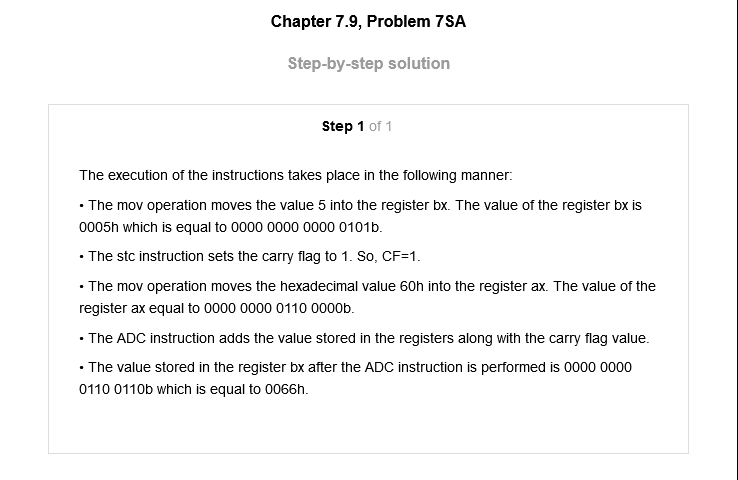 Chapter 7.9, Problem 7SA
Step-by-step solution
Step 1 of 1
The execution of the instructions takes place in the following manner:
• The mov operation moves the value 5 into the register bx. The value of the register bx is
0005h which is equal to 0000 0000 0000 0101b.
• The stc instruction sets the carry flag to 1. So, CF=1.
• The mov operation moves the hexadecimal value 60h into the register ax. The value of the
register ax equal to 0000 0000 0110 0000b.
• The ADC instruction adds the value stored in the registers along with the carry flag value.
• The value stored in the register bx after the ADC instruction is performed is 0000 0000
0110 0110b which is equal to 0066h.